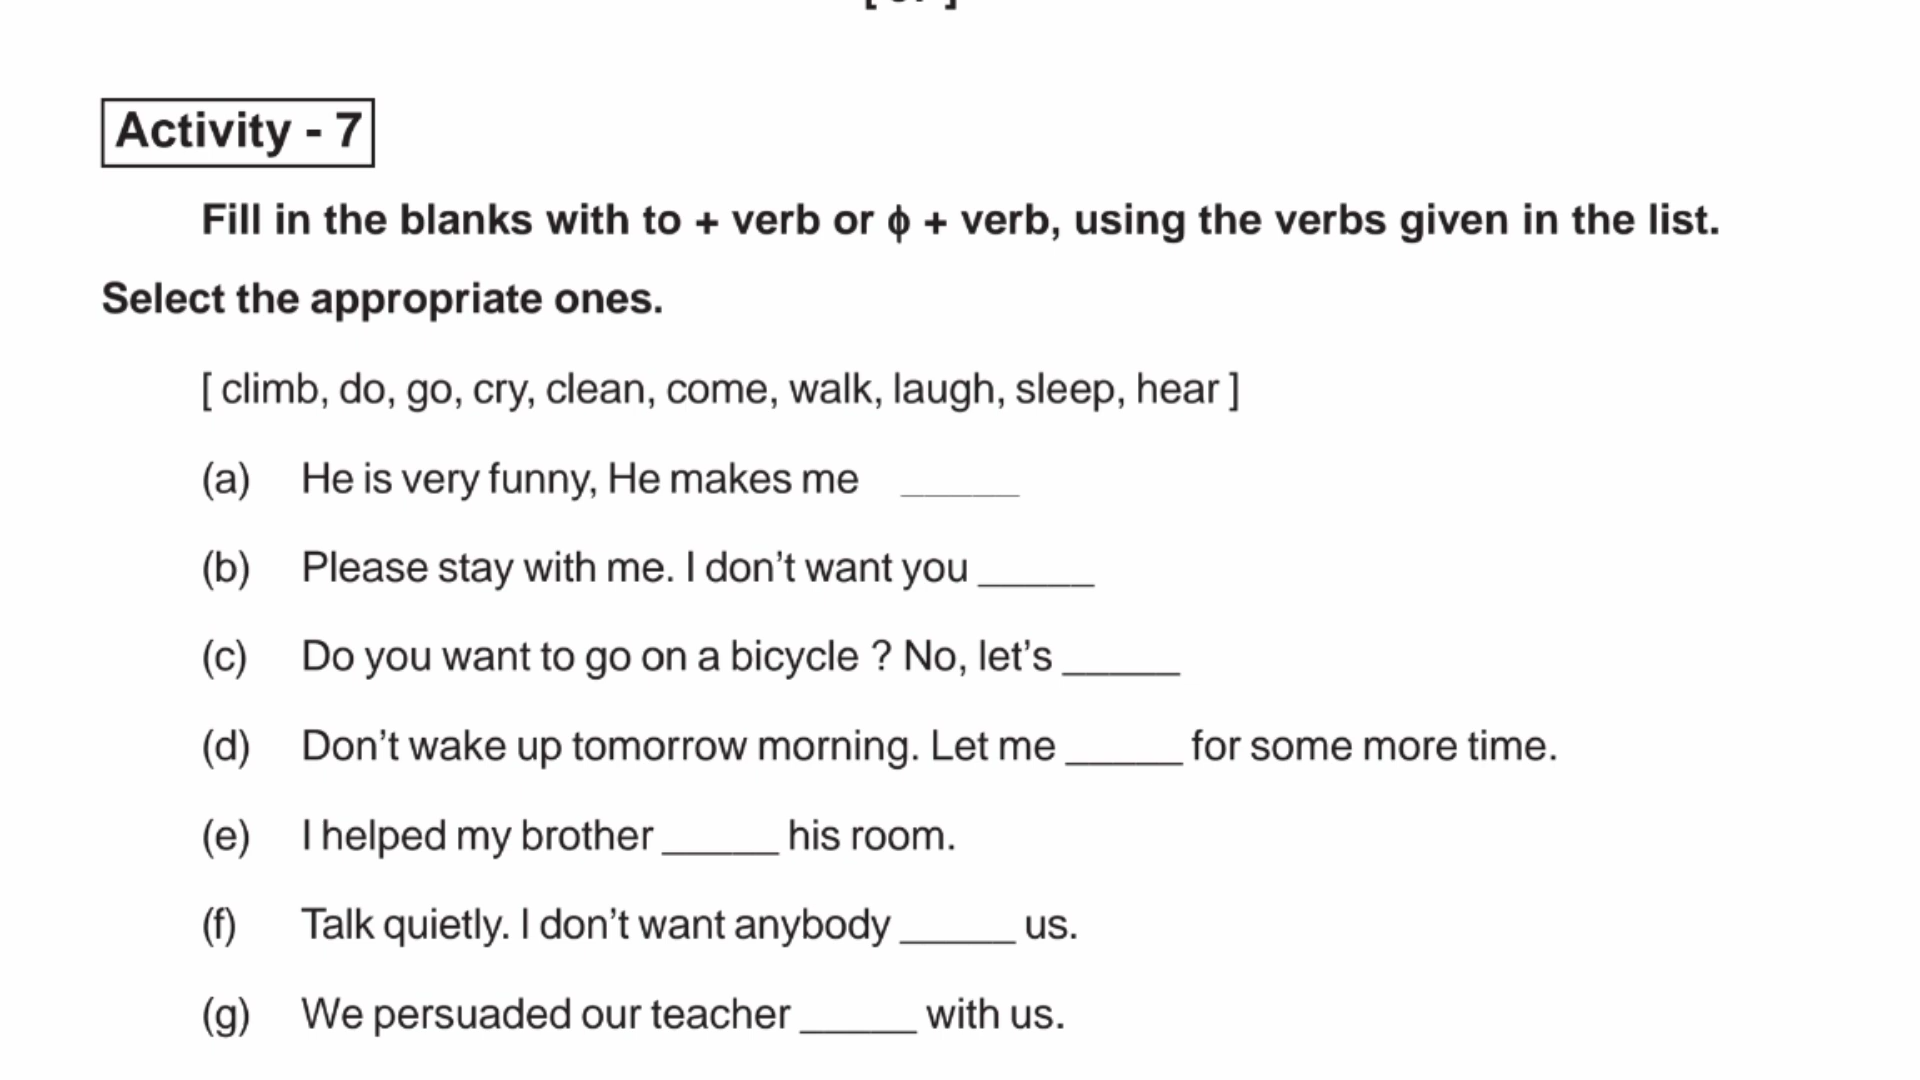 Activity - 7
Fill in the blanks with to + verb or ϕ + verb, using the verbs given in the list.
Select the appropriate ones.
[ climb, do, go, cry, clean, come, walk, laugh, sleep, hear ]
(a) He is very funny, He makes me _____
(b) Please stay with me. I don’t want you _____
(c) Do you want to go on a bicycle ? No, let’s _____
(d) Don’t wake up tomorrow morning. Let me _____ for some more time.
(e) I helped my brother _____ his room.
(f) Talk quietly. I don’t want anybody _____ us.
(g) We persuaded our teacher _____ with us.